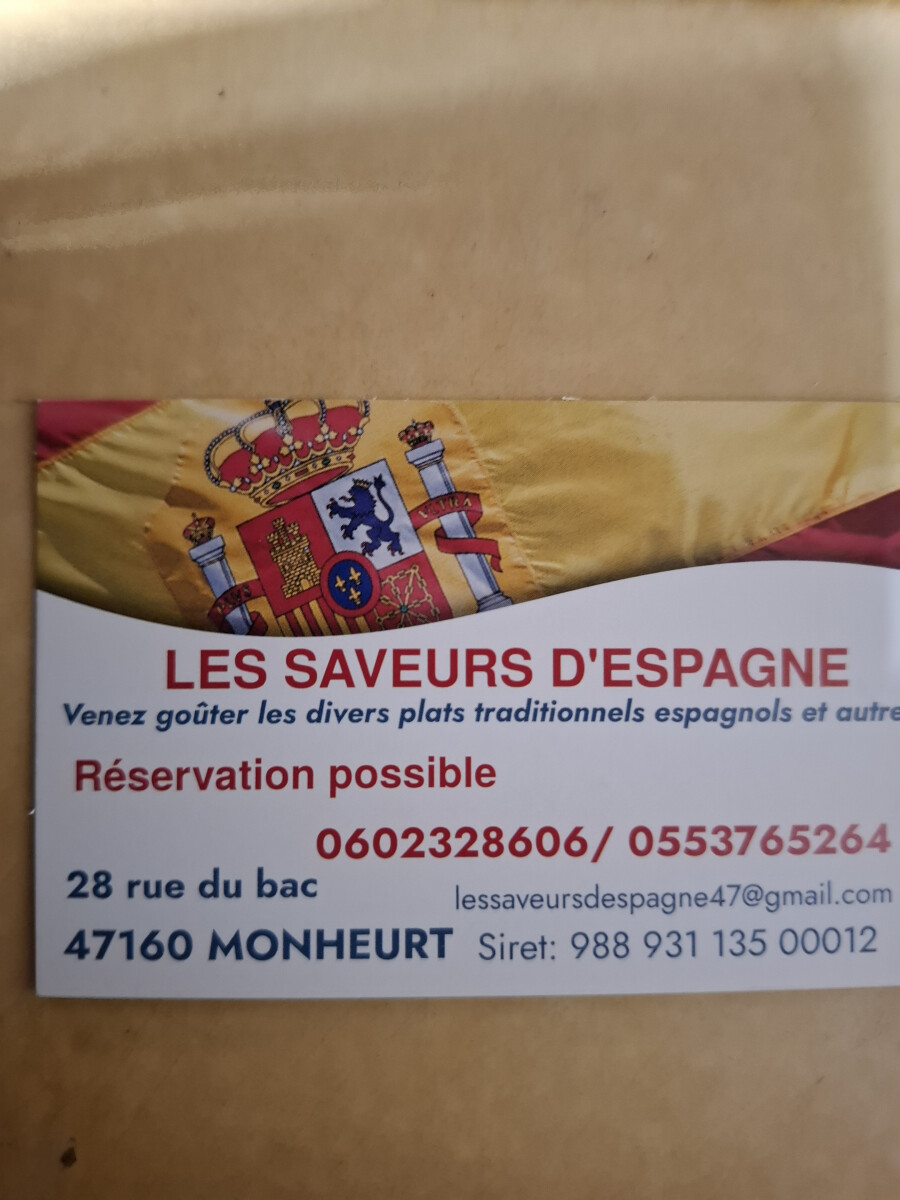 VLTRA
LES SAVEURS D'ESPAGNE
Venez goûter les divers plats traditionnels espagnols et autre
Réservation possible
0602328606/ 0553765264
28 rue du bac
lessaveursdespagne47@gmail.com
47160 MONHEURT
Siret: 988 931 135 00012